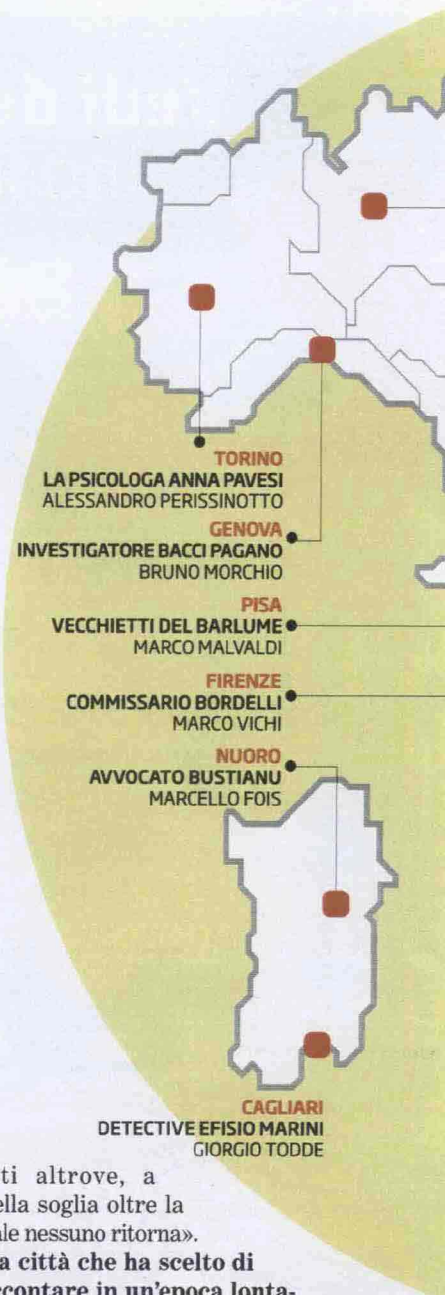 TORINO
LA PSICOLOGA ANNA PAVESI
ALESSANDRO PERISSINOTTO
GENOVA
INVESTIGATORE BACCI PAGANO
BRUNO MORCHIO
PISA
VECCHIETTI DEL BARLUME
MARCO MALVALDI
FIRENZE
COMMISSARIO BORDELLI
MARCO VICHI
NUORO
AVVOCATO BUSTIANU
MARCELLO FOIS
CAGLIARI
DETECTIVE EFISIO MARINI
GIORGIO TODDE
ti altrove, a
ella soglia oltre la
ale nessuno ritorna».
a città che ha scelto di
ccontare in un'epoca lonta-